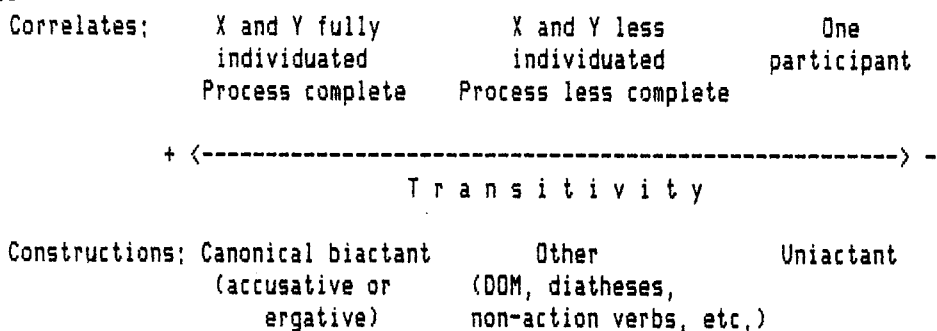 Correlates: X and Y fully X and Y less One
individuated individuated participant
Process complete Process less complete
+ <-------------------------------------------------------> -
T r a n s i t i v i t y
Constructions: Canonical biactant Other Uniactant
(accusative or (DOM, diatheses,
ergative) non-action verbs, etc.)